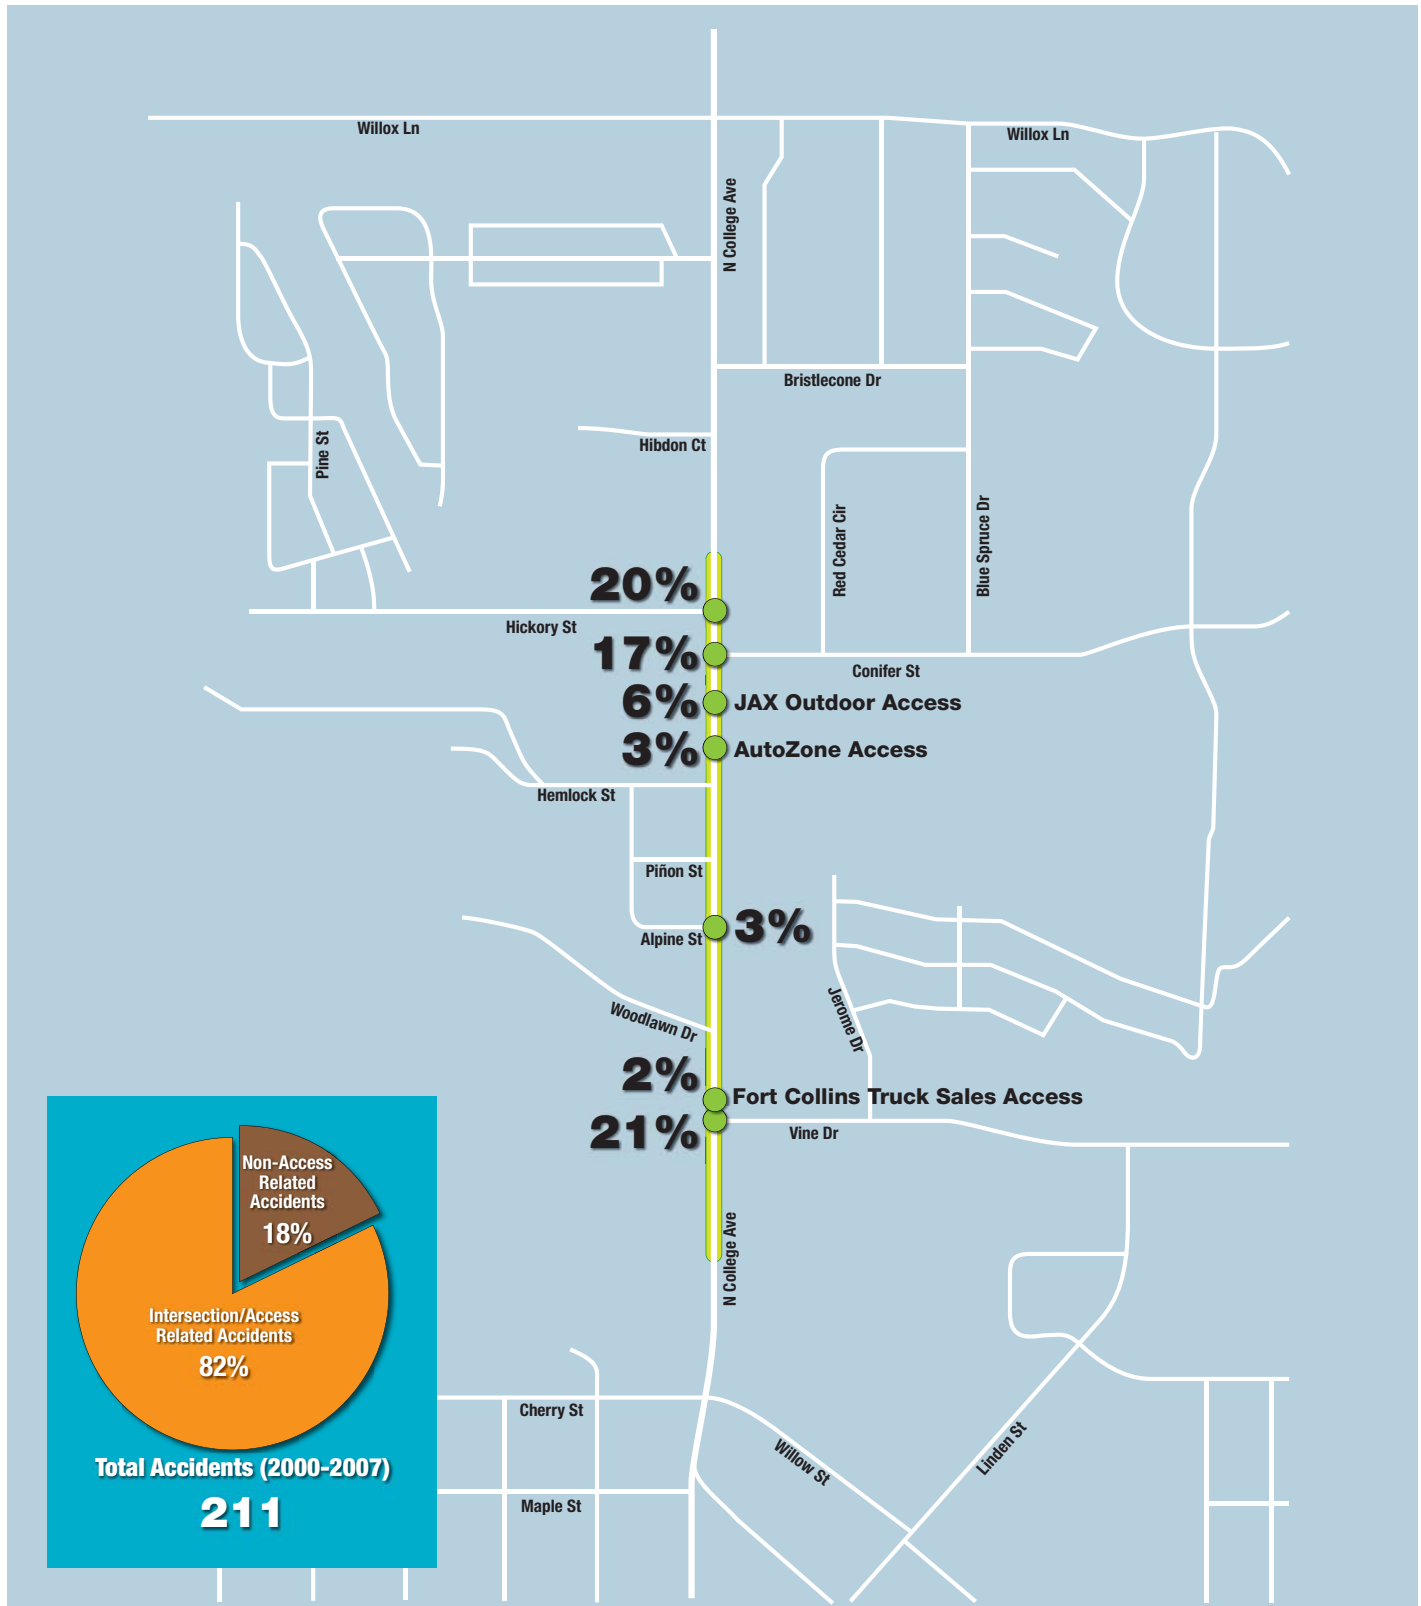 Willox Ln
Willox Ln
N College Ave
Bristlecone Dr
Hibdon Ct
Pine St
Red Cedar Cir
Blue Spruce Dr
20%
Hickory St
17%
Conifer St
6%
JAX Outdoor Access
3%
AutoZone Access
Hemlock St
Piñon St
Alpine St
3%
Woodlawn Dr
Jerome Dr
2%
Fort Collins Truck Sales Access
21%
Vine Dr
N College Ave
Non-Access
Related
Accidents
18%
Intersection/Access
Related Accidents
82%
Total Accidents (2000-2007)
211
Cherry St
Willow St
Linden St
Maple St